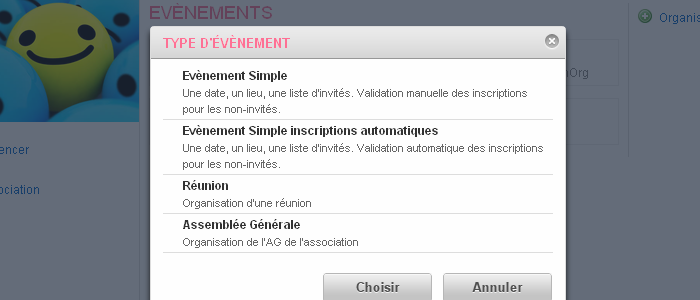 EVÈNEMENTS
Organis
TYPE D'ÉVÈNEMENT
nOrg
Evènement Simple
Une date, un lieu, une liste d'invités. Validation manuelle des inscriptions
pour les non-invités.
Evènement Simple inscriptions automatiques
Une date, un lieu, une liste d'invités. Validation automatique des inscriptions
pour les non-invités.
encer
ociation
Réunion
Organisation d'une réunion
Assemblée Générale
Organisation de l'AG de l'association
Choisir
Annuler